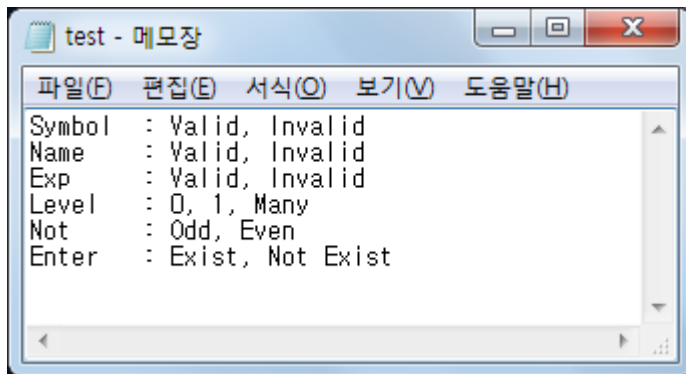 test - 메모장
파일(F) 편집(E) 서식(O) 보기(V) 도움말(H)
Symbol : Valid, Invalid
Name : Valid, Invalid
Exp : Valid, Invalid
Level : 0, 1, Many
Not : Odd, Even
Enter : Exist, Not Exist